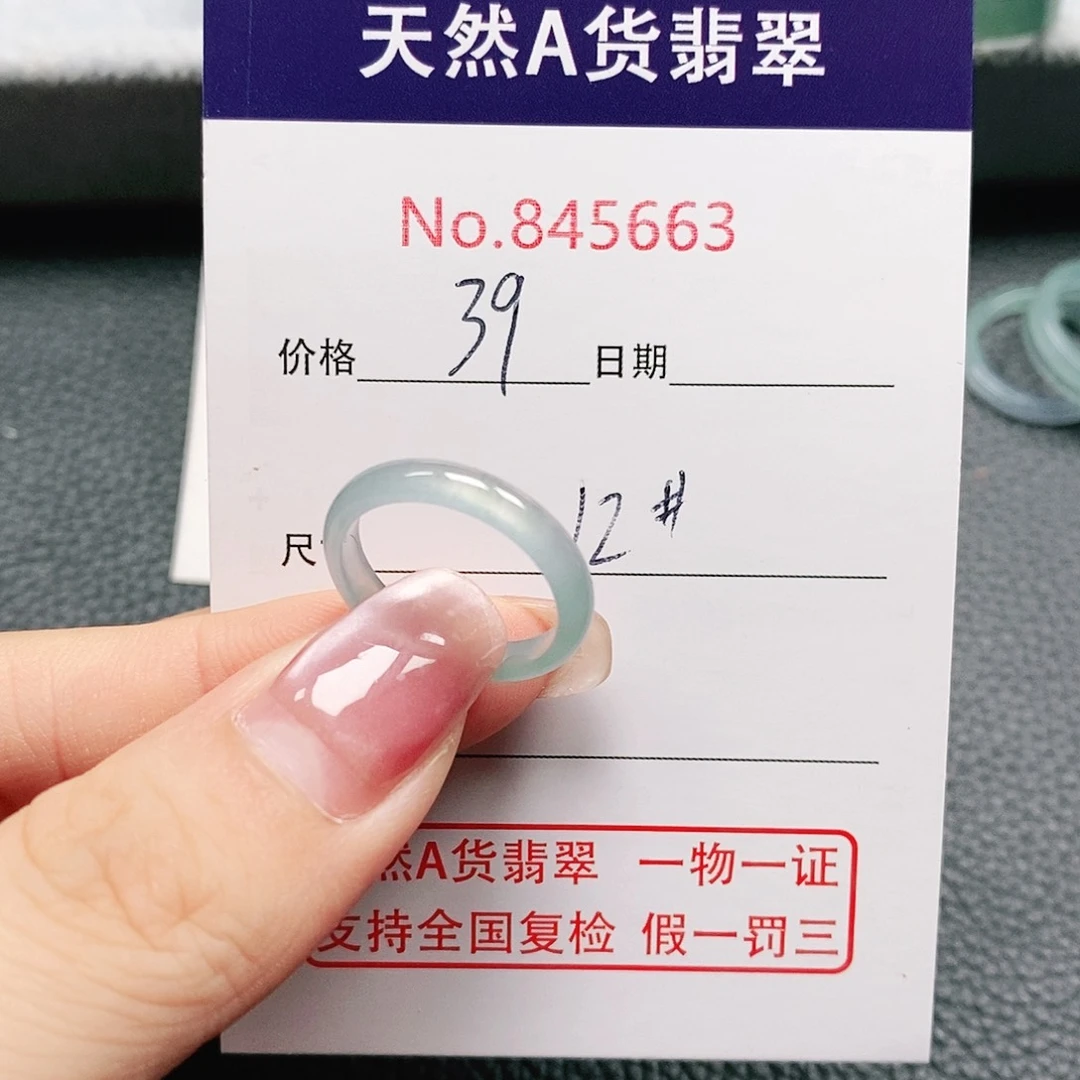 天然A货翡翠
No.845663
价格 39 日期
尺 12#
然A货翡翠 一物一证
支持全国复检 假一罚三